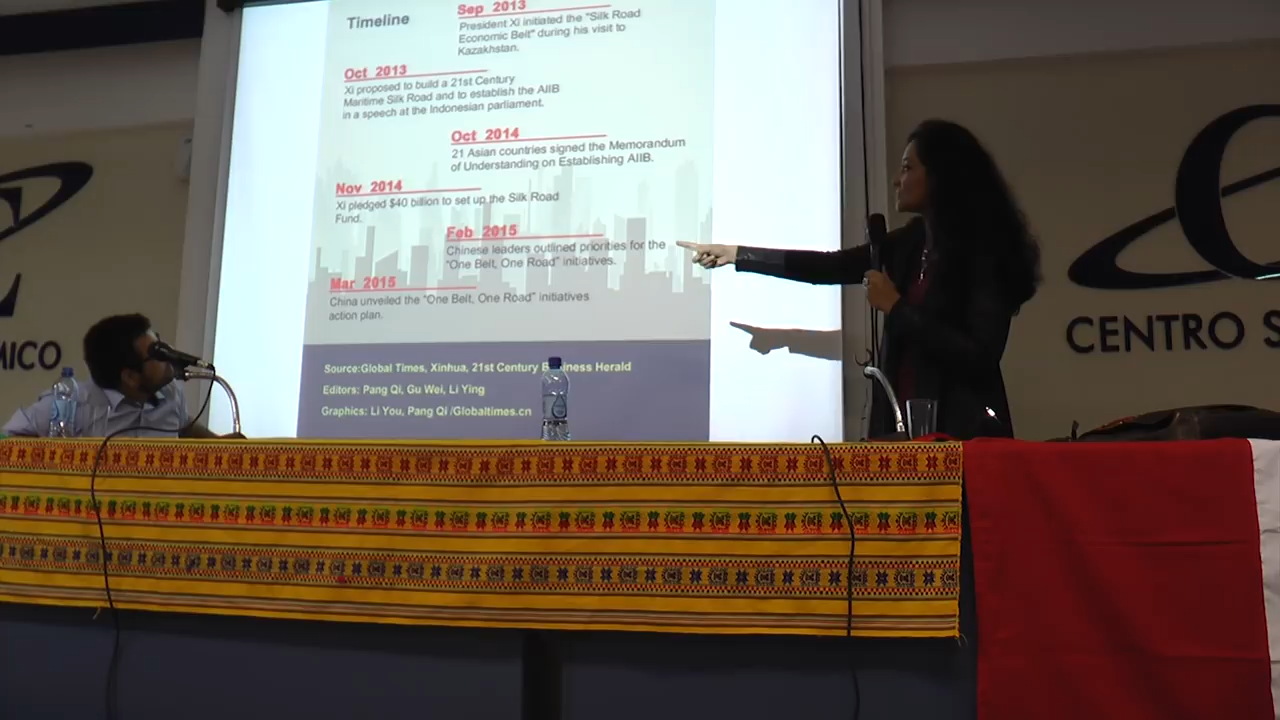 Timeline
Sep 2013
President Xi initiated the "Silk Road
Economic Belt" during his visit to
Kazakhstan.
Oct 2013
Xi proposed to build a 21st Century
Maritime Silk Road and to establish the AIIB
in a speech at the Indonesian parliament.
Oct 2014
21 Asian countries signed the Memorandum
of Understanding on Establishing AIIB.
Nov 2014
Xi pledged $40 billion to set up the Silk Road
Fund.
Feb 2015
Chinese leaders outlined priorities for the
"One Belt, One Road" initiatives.
Mar 2015
China unveiled the "One Belt, One Road" initiatives
action plan.
Source:Global Times, Xinhua, 21st Century Business Herald
Editors: Pang Qi, Gu Wei, Li Ying
Graphics: Li You, Pang Qi /Globaltimes.cn
MICO
CENTRO S